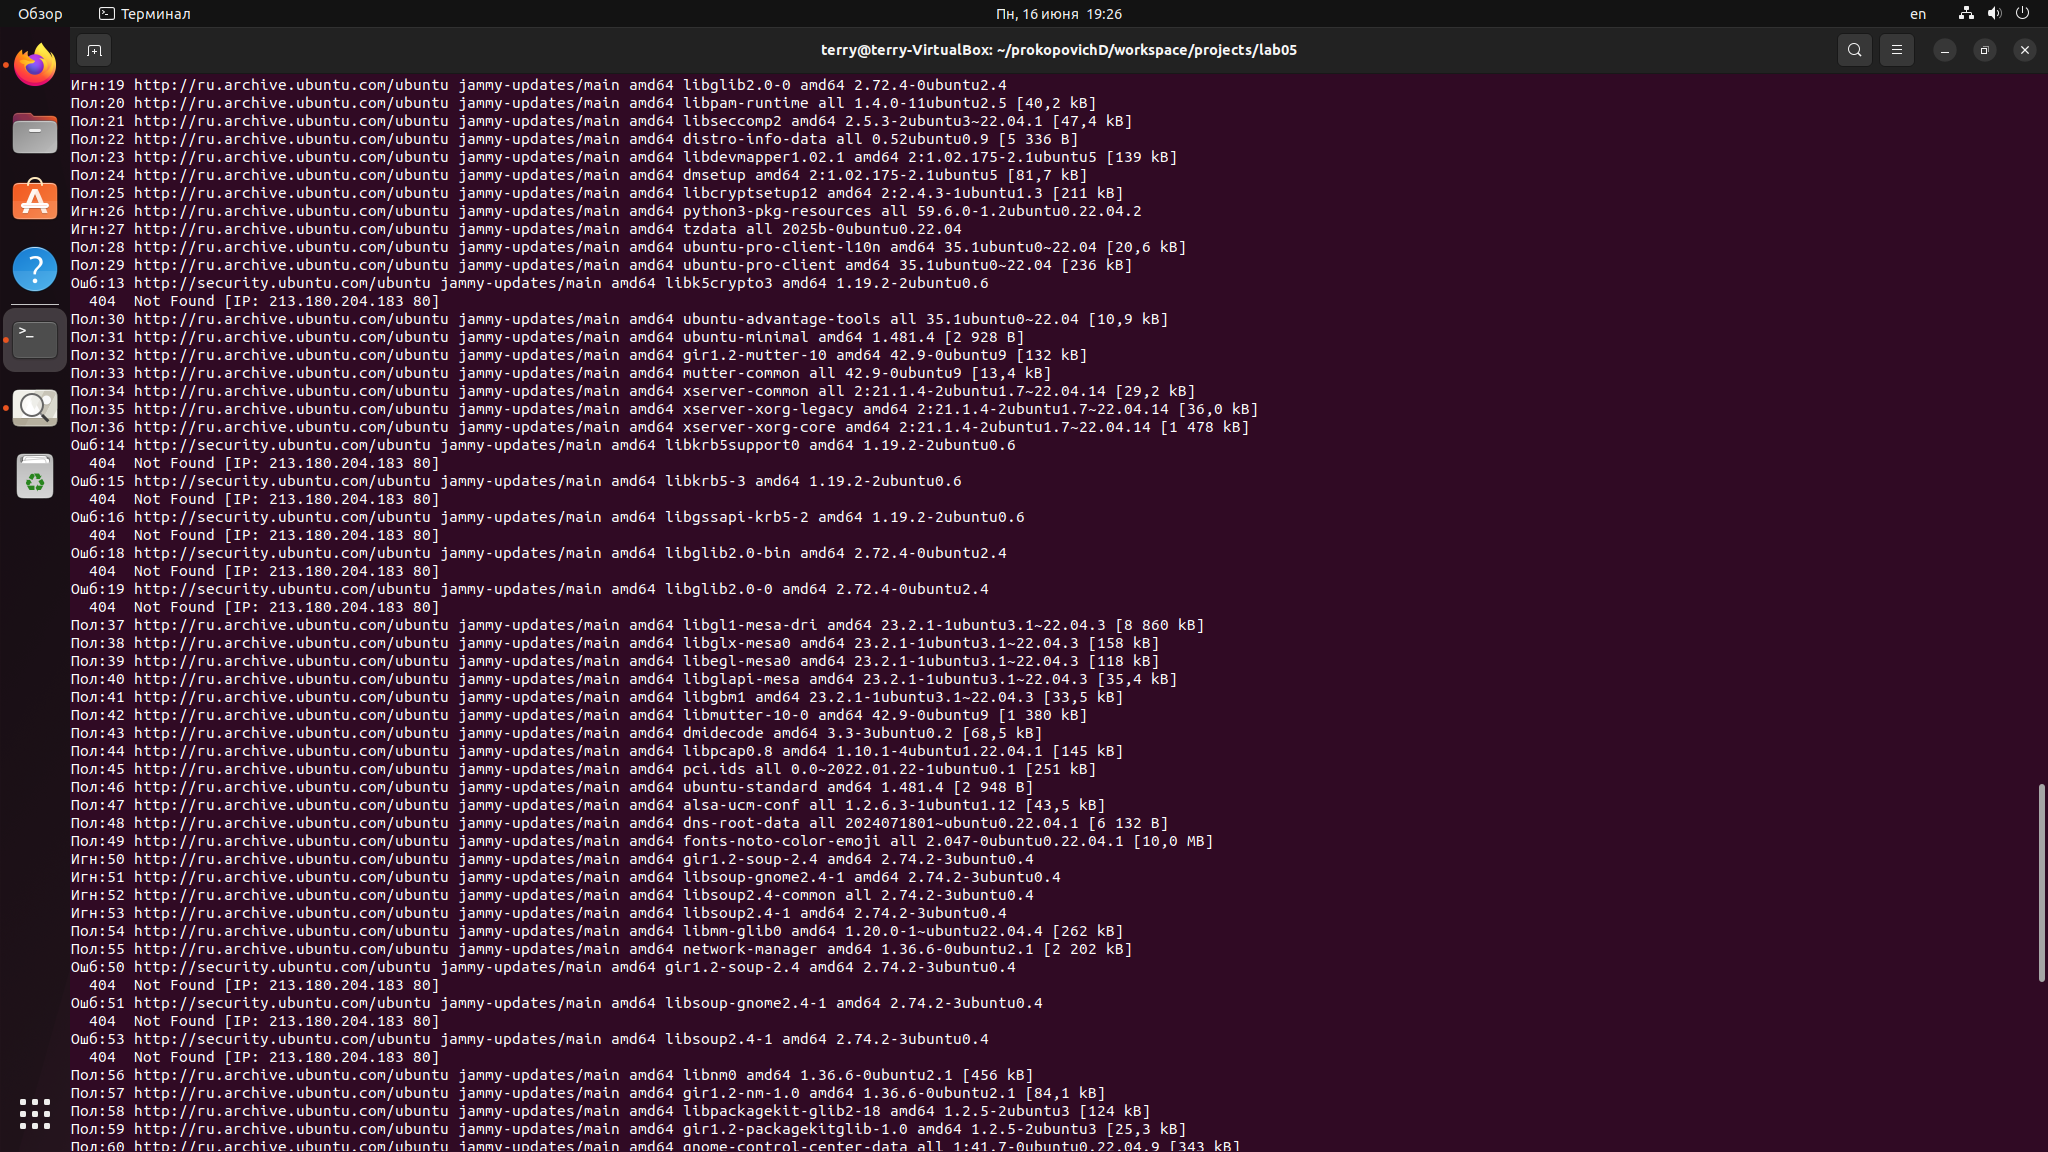 Обзор
Терминал
Пн, 16 июня 19:26
en
terry@terry-VirtualBox: ~/prokopovichD/workspace/projects/lab05
Игн:19 http://ru.archive.ubuntu.com/ubuntu jammy-updates/main amd64 libglib2.0-0 amd64 2.72.4-0ubuntu2.4
Пол:20 http://ru.archive.ubuntu.com/ubuntu jammy-updates/main amd64 libpam-runtime all 1.4.0-11ubuntu2.5 [40,2 kB]
Пол:21 http://ru.archive.ubuntu.com/ubuntu jammy-updates/main amd64 libseccomp2 amd64 2.5.3-2ubuntu3~22.04.1 [47,4 kB]
Пол:22 http://ru.archive.ubuntu.com/ubuntu jammy-updates/main amd64 distro-info-data all 0.52ubuntu0.9 [5 336 B]
Пол:23 http://ru.archive.ubuntu.com/ubuntu jammy-updates/main amd64 libdevmapper1.02.1 amd64 2:1.02.175-2.1ubuntu5 [139 kB]
Пол:24 http://ru.archive.ubuntu.com/ubuntu jammy-updates/main amd64 dmsetup amd64 2:1.02.175-2.1ubuntu5 [81,7 kB]
Пол:25 http://ru.archive.ubuntu.com/ubuntu jammy-updates/main amd64 libcryptsetup12 amd64 2:2.4.3-1ubuntu1.3 [211 kB]
Игн:26 http://ru.archive.ubuntu.com/ubuntu jammy-updates/main amd64 python3-pkg-resources all 59.6.0-1.2ubuntu0.22.04.2
Игн:27 http://ru.archive.ubuntu.com/ubuntu jammy-updates/main amd64 tzdata all 2025b-0ubuntu0.22.04
Пол:28 http://ru.archive.ubuntu.com/ubuntu jammy-updates/main amd64 ubuntu-pro-client-l10n amd64 35.1ubuntu0~22.04 [20,6 kB]
Пол:29 http://ru.archive.ubuntu.com/ubuntu jammy-updates/main amd64 ubuntu-pro-client amd64 35.1ubuntu0~22.04 [236 kB]
Ошб:13 http://security.ubuntu.com/ubuntu jammy-updates/main amd64 libk5crypto3 amd64 1.19.2-2ubuntu0.6
  404  Not Found [IP: 213.180.204.183 80]
Пол:30 http://ru.archive.ubuntu.com/ubuntu jammy-updates/main amd64 ubuntu-advantage-tools all 35.1ubuntu0~22.04 [10,9 kB]
Пол:31 http://ru.archive.ubuntu.com/ubuntu jammy-updates/main amd64 ubuntu-minimal amd64 1.481.4 [2 928 B]
Пол:32 http://ru.archive.ubuntu.com/ubuntu jammy-updates/main amd64 gir1.2-mutter-10 amd64 42.9-0ubuntu9 [132 kB]
Пол:33 http://ru.archive.ubuntu.com/ubuntu jammy-updates/main amd64 mutter-common all 42.9-0ubuntu9 [13,4 kB]
Пол:34 http://ru.archive.ubuntu.com/ubuntu jammy-updates/main amd64 xserver-common all 2:21.1.4-2ubuntu1.7~22.04.14 [29,2 kB]
Пол:35 http://ru.archive.ubuntu.com/ubuntu jammy-updates/main amd64 xserver-xorg-legacy amd64 2:21.1.4-2ubuntu1.7~22.04.14 [36,0 kB]
Пол:36 http://ru.archive.ubuntu.com/ubuntu jammy-updates/main amd64 xserver-xorg-core amd64 2:21.1.4-2ubuntu1.7~22.04.14 [1 478 kB]
Ошб:14 http://security.ubuntu.com/ubuntu jammy-updates/main amd64 libkrb5support0 amd64 1.19.2-2ubuntu0.6
  404  Not Found [IP: 213.180.204.183 80]
Ошб:15 http://security.ubuntu.com/ubuntu jammy-updates/main amd64 libkrb5-3 amd64 1.19.2-2ubuntu0.6
  404  Not Found [IP: 213.180.204.183 80]
Ошб:16 http://security.ubuntu.com/ubuntu jammy-updates/main amd64 libgssapi-krb5-2 amd64 1.19.2-2ubuntu0.6
  404  Not Found [IP: 213.180.204.183 80]
Ошб:18 http://security.ubuntu.com/ubuntu jammy-updates/main amd64 libglib2.0-bin amd64 2.72.4-0ubuntu2.4
  404  Not Found [IP: 213.180.204.183 80]
Ошб:19 http://security.ubuntu.com/ubuntu jammy-updates/main amd64 libglib2.0-0 amd64 2.72.4-0ubuntu2.4
  404  Not Found [IP: 213.180.204.183 80]
Пол:37 http://ru.archive.ubuntu.com/ubuntu jammy-updates/main amd64 libgl1-mesa-dri amd64 23.2.1-1ubuntu3.1~22.04.3 [8 860 kB]
Пол:38 http://ru.archive.ubuntu.com/ubuntu jammy-updates/main amd64 libglx-mesa0 amd64 23.2.1-1ubuntu3.1~22.04.3 [158 kB]
Пол:39 http://ru.archive.ubuntu.com/ubuntu jammy-updates/main amd64 libegl-mesa0 amd64 23.2.1-1ubuntu3.1~22.04.3 [118 kB]
Пол:40 http://ru.archive.ubuntu.com/ubuntu jammy-updates/main amd64 libglapi-mesa amd64 23.2.1-1ubuntu3.1~22.04.3 [35,4 kB]
Пол:41 http://ru.archive.ubuntu.com/ubuntu jammy-updates/main amd64 libgbm1 amd64 23.2.1-1ubuntu3.1~22.04.3 [33,5 kB]
Пол:42 http://ru.archive.ubuntu.com/ubuntu jammy-updates/main amd64 libmutter-10-0 amd64 42.9-0ubuntu9 [1 380 kB]
Пол:43 http://ru.archive.ubuntu.com/ubuntu jammy-updates/main amd64 dmidecode amd64 3.3-3ubuntu0.2 [68,5 kB]
Пол:44 http://ru.archive.ubuntu.com/ubuntu jammy-updates/main amd64 libpcap0.8 amd64 1.10.1-4ubuntu1.22.04.1 [145 kB]
Пол:45 http://ru.archive.ubuntu.com/ubuntu jammy-updates/main amd64 pci.ids all 0.0~2022.01.22-1ubuntu0.1 [251 kB]
Пол:46 http://ru.archive.ubuntu.com/ubuntu jammy-updates/main amd64 ubuntu-standard amd64 1.481.4 [2 948 B]
Пол:47 http://ru.archive.ubuntu.com/ubuntu jammy-updates/main amd64 alsa-ucm-conf all 1.2.6.3-1ubuntu1.12 [43,5 kB]
Пол:48 http://ru.archive.ubuntu.com/ubuntu jammy-updates/main amd64 dns-root-data all 2024071801~ubuntu0.22.04.1 [6 132 B]
Пол:49 http://ru.archive.ubuntu.com/ubuntu jammy-updates/main amd64 fonts-noto-color-emoji all 2.047-0ubuntu0.22.04.1 [10,0 MB]
Игн:50 http://ru.archive.ubuntu.com/ubuntu jammy-updates/main amd64 gir1.2-soup-2.4 amd64 2.74.2-3ubuntu0.4
Игн:51 http://ru.archive.ubuntu.com/ubuntu jammy-updates/main amd64 libsoup-gnome2.4-1 amd64 2.74.2-3ubuntu0.4
Игн:52 http://ru.archive.ubuntu.com/ubuntu jammy-updates/main amd64 libsoup2.4-common all 2.74.2-3ubuntu0.4
Игн:53 http://ru.archive.ubuntu.com/ubuntu jammy-updates/main amd64 libsoup2.4-1 amd64 2.74.2-3ubuntu0.4
Пол:54 http://ru.archive.ubuntu.com/ubuntu jammy-updates/main amd64 libmm-glib0 amd64 1.20.0-1~ubuntu22.04.4 [262 kB]
Пол:55 http://ru.archive.ubuntu.com/ubuntu jammy-updates/main amd64 network-manager amd64 1.36.6-0ubuntu2.1 [2 202 kB]
Ошб:50 http://security.ubuntu.com/ubuntu jammy-updates/main amd64 gir1.2-soup-2.4 amd64 2.74.2-3ubuntu0.4
  404  Not Found [IP: 213.180.204.183 80]
Ошб:51 http://security.ubuntu.com/ubuntu jammy-updates/main amd64 libsoup-gnome2.4-1 amd64 2.74.2-3ubuntu0.4
  404  Not Found [IP: 213.180.204.183 80]
Ошб:53 http://security.ubuntu.com/ubuntu jammy-updates/main amd64 libsoup2.4-1 amd64 2.74.2-3ubuntu0.4
  404  Not Found [IP: 213.180.204.183 80]
Пол:56 http://ru.archive.ubuntu.com/ubuntu jammy-updates/main amd64 libnm0 amd64 1.36.6-0ubuntu2.1 [456 kB]
Пол:57 http://ru.archive.ubuntu.com/ubuntu jammy-updates/main amd64 gir1.2-nm-1.0 amd64 1.36.6-0ubuntu2.1 [84,1 kB]
Пол:58 http://ru.archive.ubuntu.com/ubuntu jammy-updates/main amd64 libpackagekit-glib2-18 amd64 1.2.5-2ubuntu3 [124 kB]
Пол:59 http://ru.archive.ubuntu.com/ubuntu jammy-updates/main amd64 gir1.2-packagekitglib-1.0 amd64 1.2.5-2ubuntu3 [25,3 kB]
Пол:60 http://ru.archive.ubuntu.com/ubuntu jammy-updates/main amd64 gnome-control-center-data all 1:41.7-0ubuntu0.22.04.9 [343 kB]